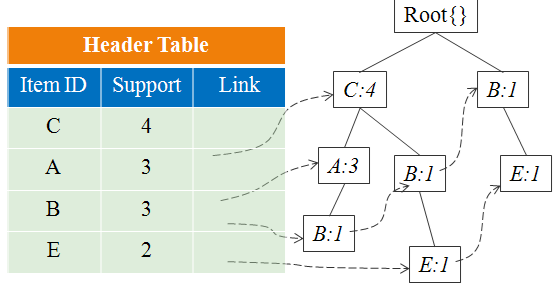 Root{}
Header Table
Item ID Support Link
C:4 B:1
C 4
A 3
A:3 B:1 E:1
B 3
B:1
E 2
E:1